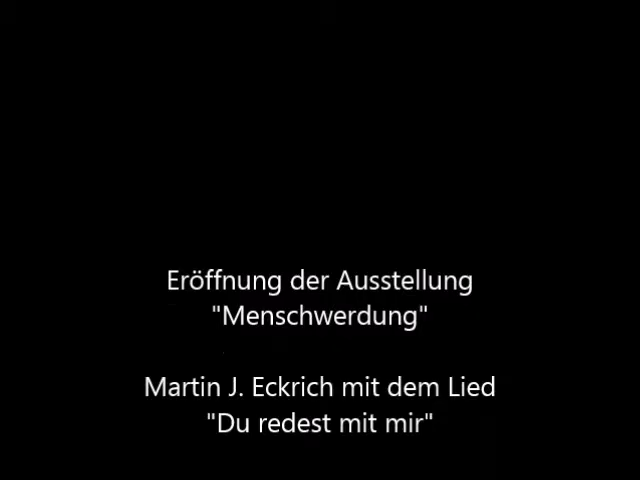 Eröffnung der Ausstellung
"Menschwerdung"
Martin J. Eckrich mit dem Lied
"Du redest mit mir"